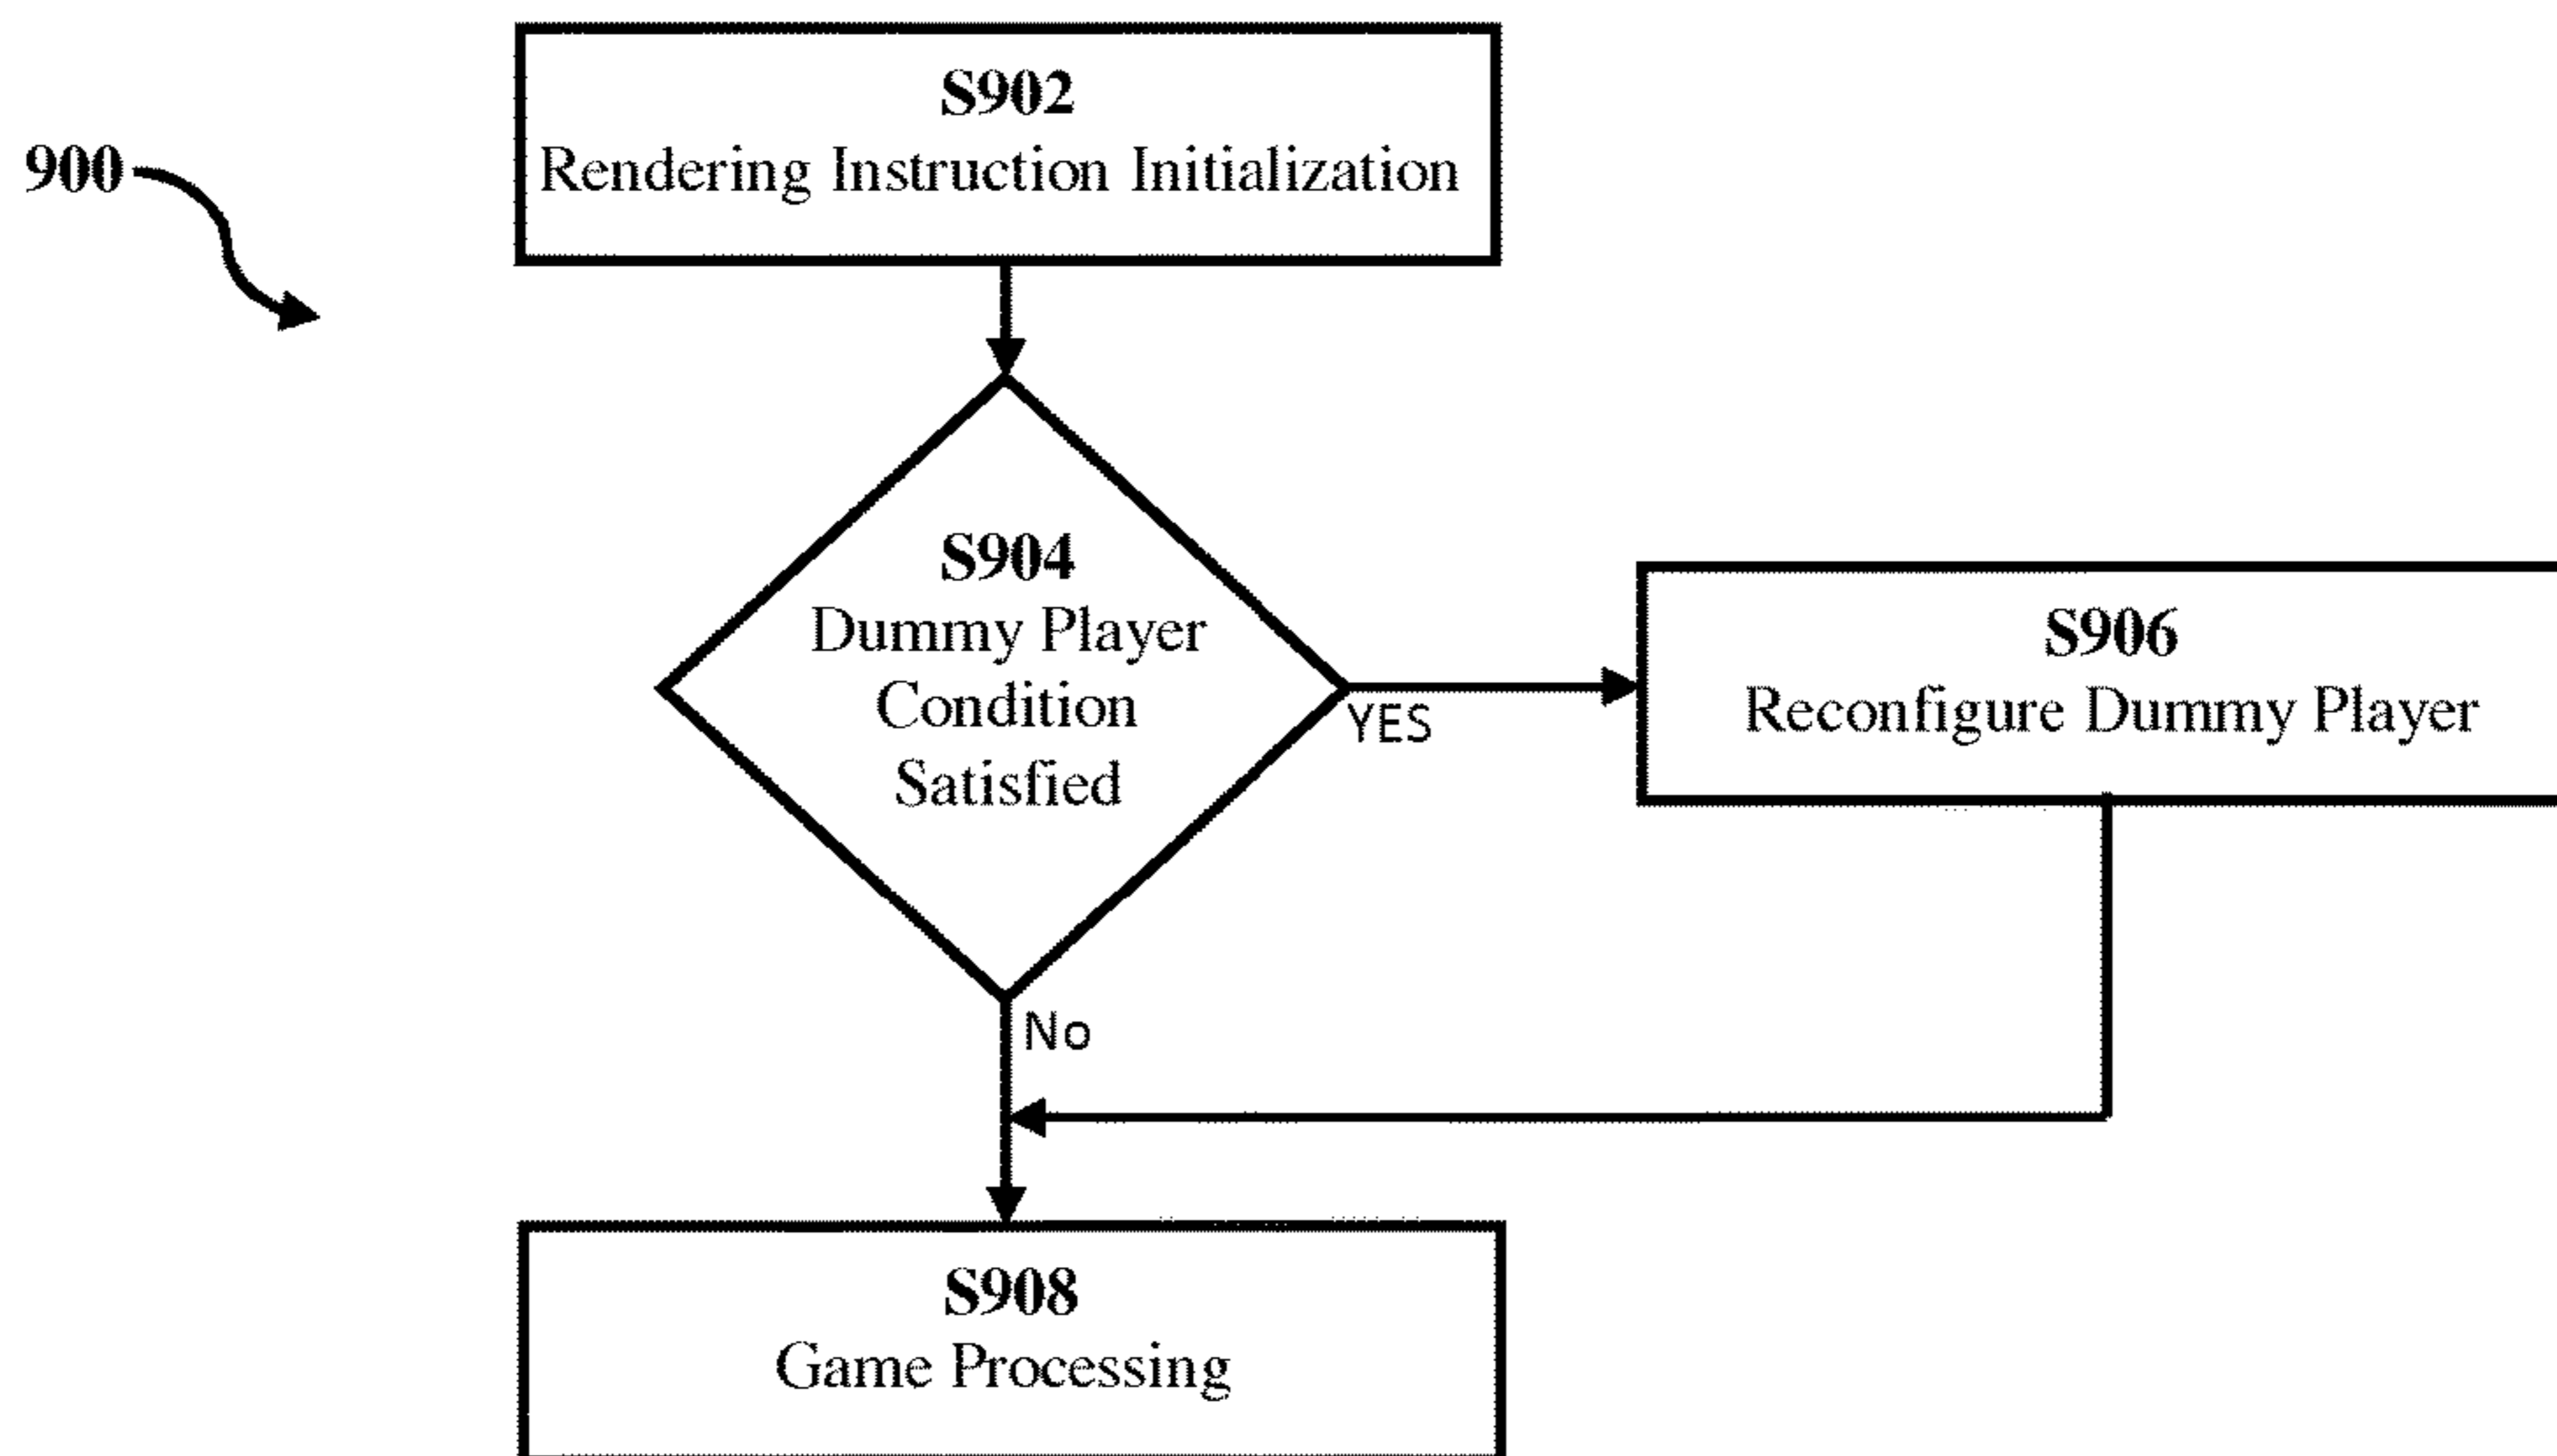 900
S902
Rendering Instruction Initialization
S904
Dummy Player
Condition
Satisfied
YES
S906
Reconfigure Dummy Player
No
S908
Game Processing